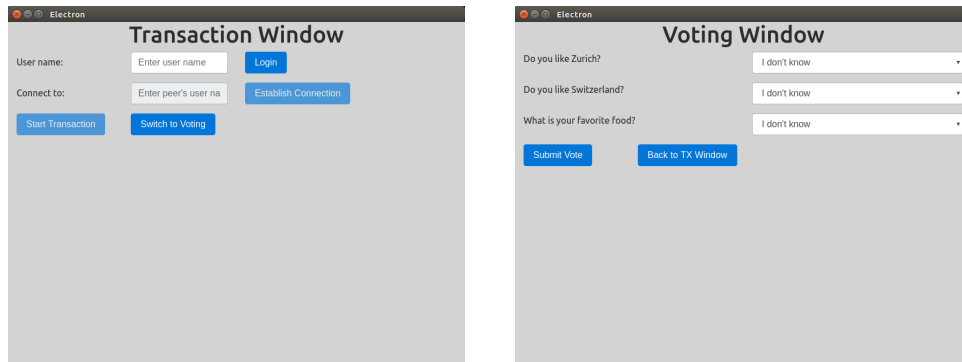 Electron
Transaction Window
User name:
Enter user name
Login
Connect to:
Enter peer's user na
Establish Connection
Start Transaction
Switch to Voting
Electron
Voting Window
Do you like Zurich?
I don't know
Do you like Switzerland?
I don't know
What is your favorite food?
I don't know
Submit Vote
Back to TX Window